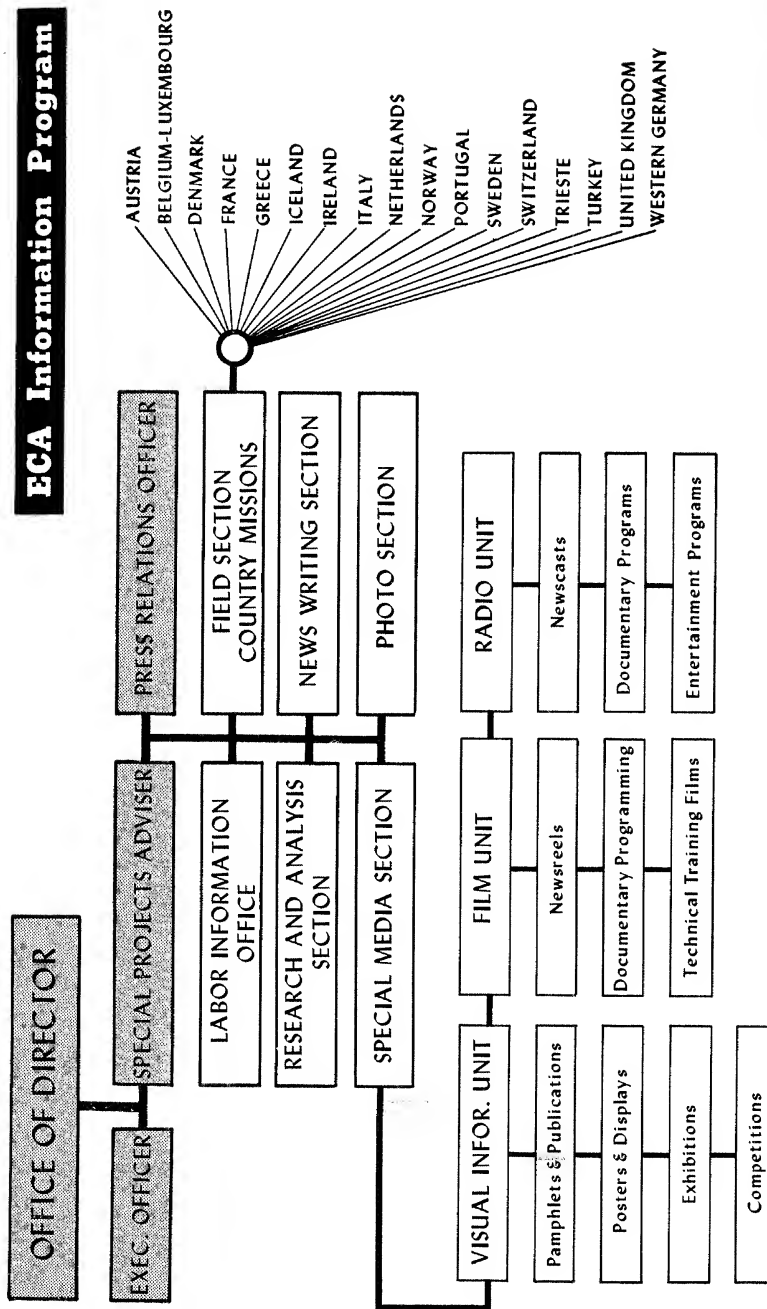 ECA Information Program
OFFICE OF DIRECTOR
EXEC. OFFICER
SPECIAL PROJECTS ADVISER
PRESS RELATIONS OFFICER
LABOR INFORMATION
OFFICE
FIELD SECTION
COUNTRY MISSIONS
RESEARCH AND ANALYSIS
SECTION
NEWS WRITING SECTION
SPECIAL MEDIA SECTION
PHOTO SECTION
AUSTRIA
BELGIUM-LUXEMBOURG
DENMARK
FRANCE
GREECE
ICELAND
IRELAND
ITALY
NETHERLANDS
NORWAY
PORTUGAL
SWEDEN
SWITZERLAND
TRIESTE
TURKEY
UNITED KINGDOM
WESTERN GERMANY
VISUAL INFOR. UNIT
Pamphlets & Publications
Posters & Displays
Exhibitions
Competitions
FILM UNIT
Newsreels
Documentary Programming
Technical Training Films
RADIO UNIT
Newscasts
Documentary Programs
Entertainment Programs